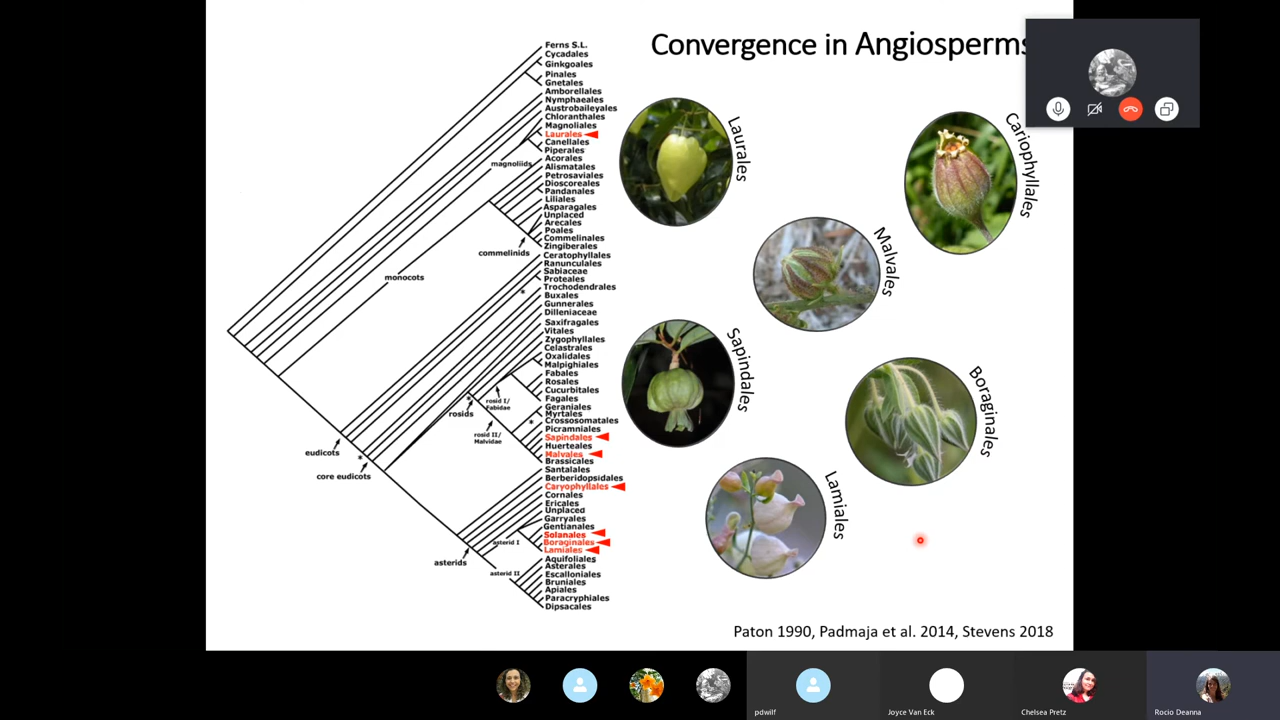 Convergence in Angiosperms
Ferns S.L.
Cycadales
Ginkgoales
Pinales
Gnetales
Amborellales
Nymphaeales
Austrobaileyales
Chloranthales
Magnoliales
Laurales
Canellales
Piperales
magnoliids
Acorales
Alismatales
Petrosaviales
Dioscoreales
Pandanales
Liliales
Asparagales
Unplaced
Arecales
Poales
Commelinales
Zingiberales
commelinids
monocots
Ceratophyllales
Ranunculales
Sabiaceae
Proteales
Trochodendrales
*
Buxales
Gunnerales
Dilleniaceae
Saxifragales
Vitales
Zygophyllales
Celastrales
Oxalidales
Malpighiales
Fabales
Rosales
Cucurbitales
Fagales
*
rosid I/
Fabidae
rosids
Geraniales
Myrtales
Crossosomatales
*
Picramniales
rosid II/
Malvidae
Sapindales
Huerteales
Malvales
Brassicales
eudicots
*
core eudicots
Santalales
Berberidopsidales
Caryophyllales
Cornales
Ericales
Unplaced
Garryales
Gentianales
Solanales
asterid I
Boraginales
Lamiales
asterids
Aquifoliales
Asterales
asterid II
Escalloniales
Bruniales
Apiales
Paracryphiales
Dipsacales
Laurales
Cariophyllales
Malvales
Sapindales
Boraginales
Lamiales
Paton 1990, Padmaja et al. 2014, Stevens 2018
pdwilf
Joyce Van Eck
Chelsea Pretz
Rocio Deanna